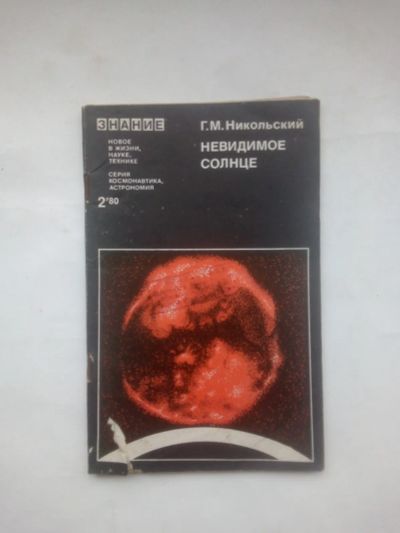 ЗНАНИЕ
НОВОЕ
В ЖИЗНИ,
НАУКЕ,
ТЕХНИКЕ
СЕРИЯ
КОСМОНАВТИКА,
АСТРОНОМИЯ
2'80
Г.М.Никольский
НЕВИДИМОЕ
СОЛНЦЕ